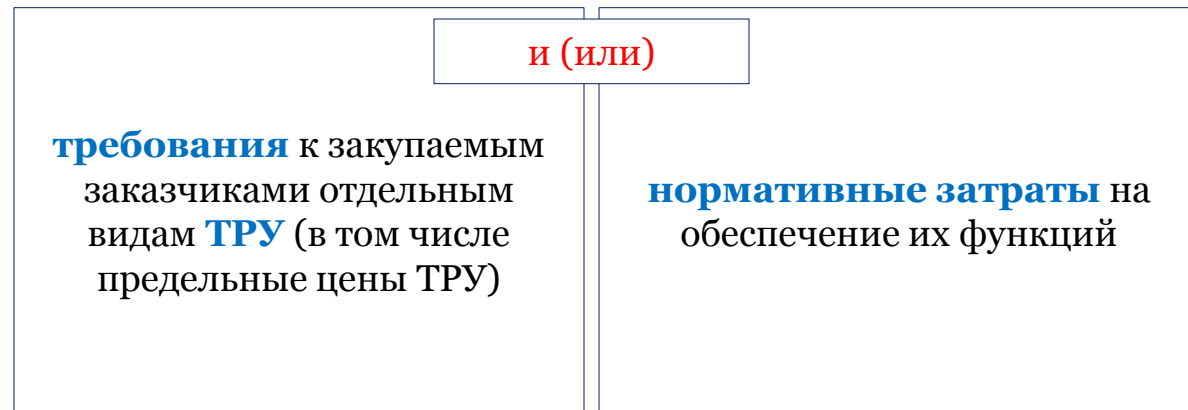 и (или)
требования к закупаемым
заказчиками отдельным
видам ТРУ (в том числе
предельные цены ТРУ)
нормативные затраты на
обеспечение их функций